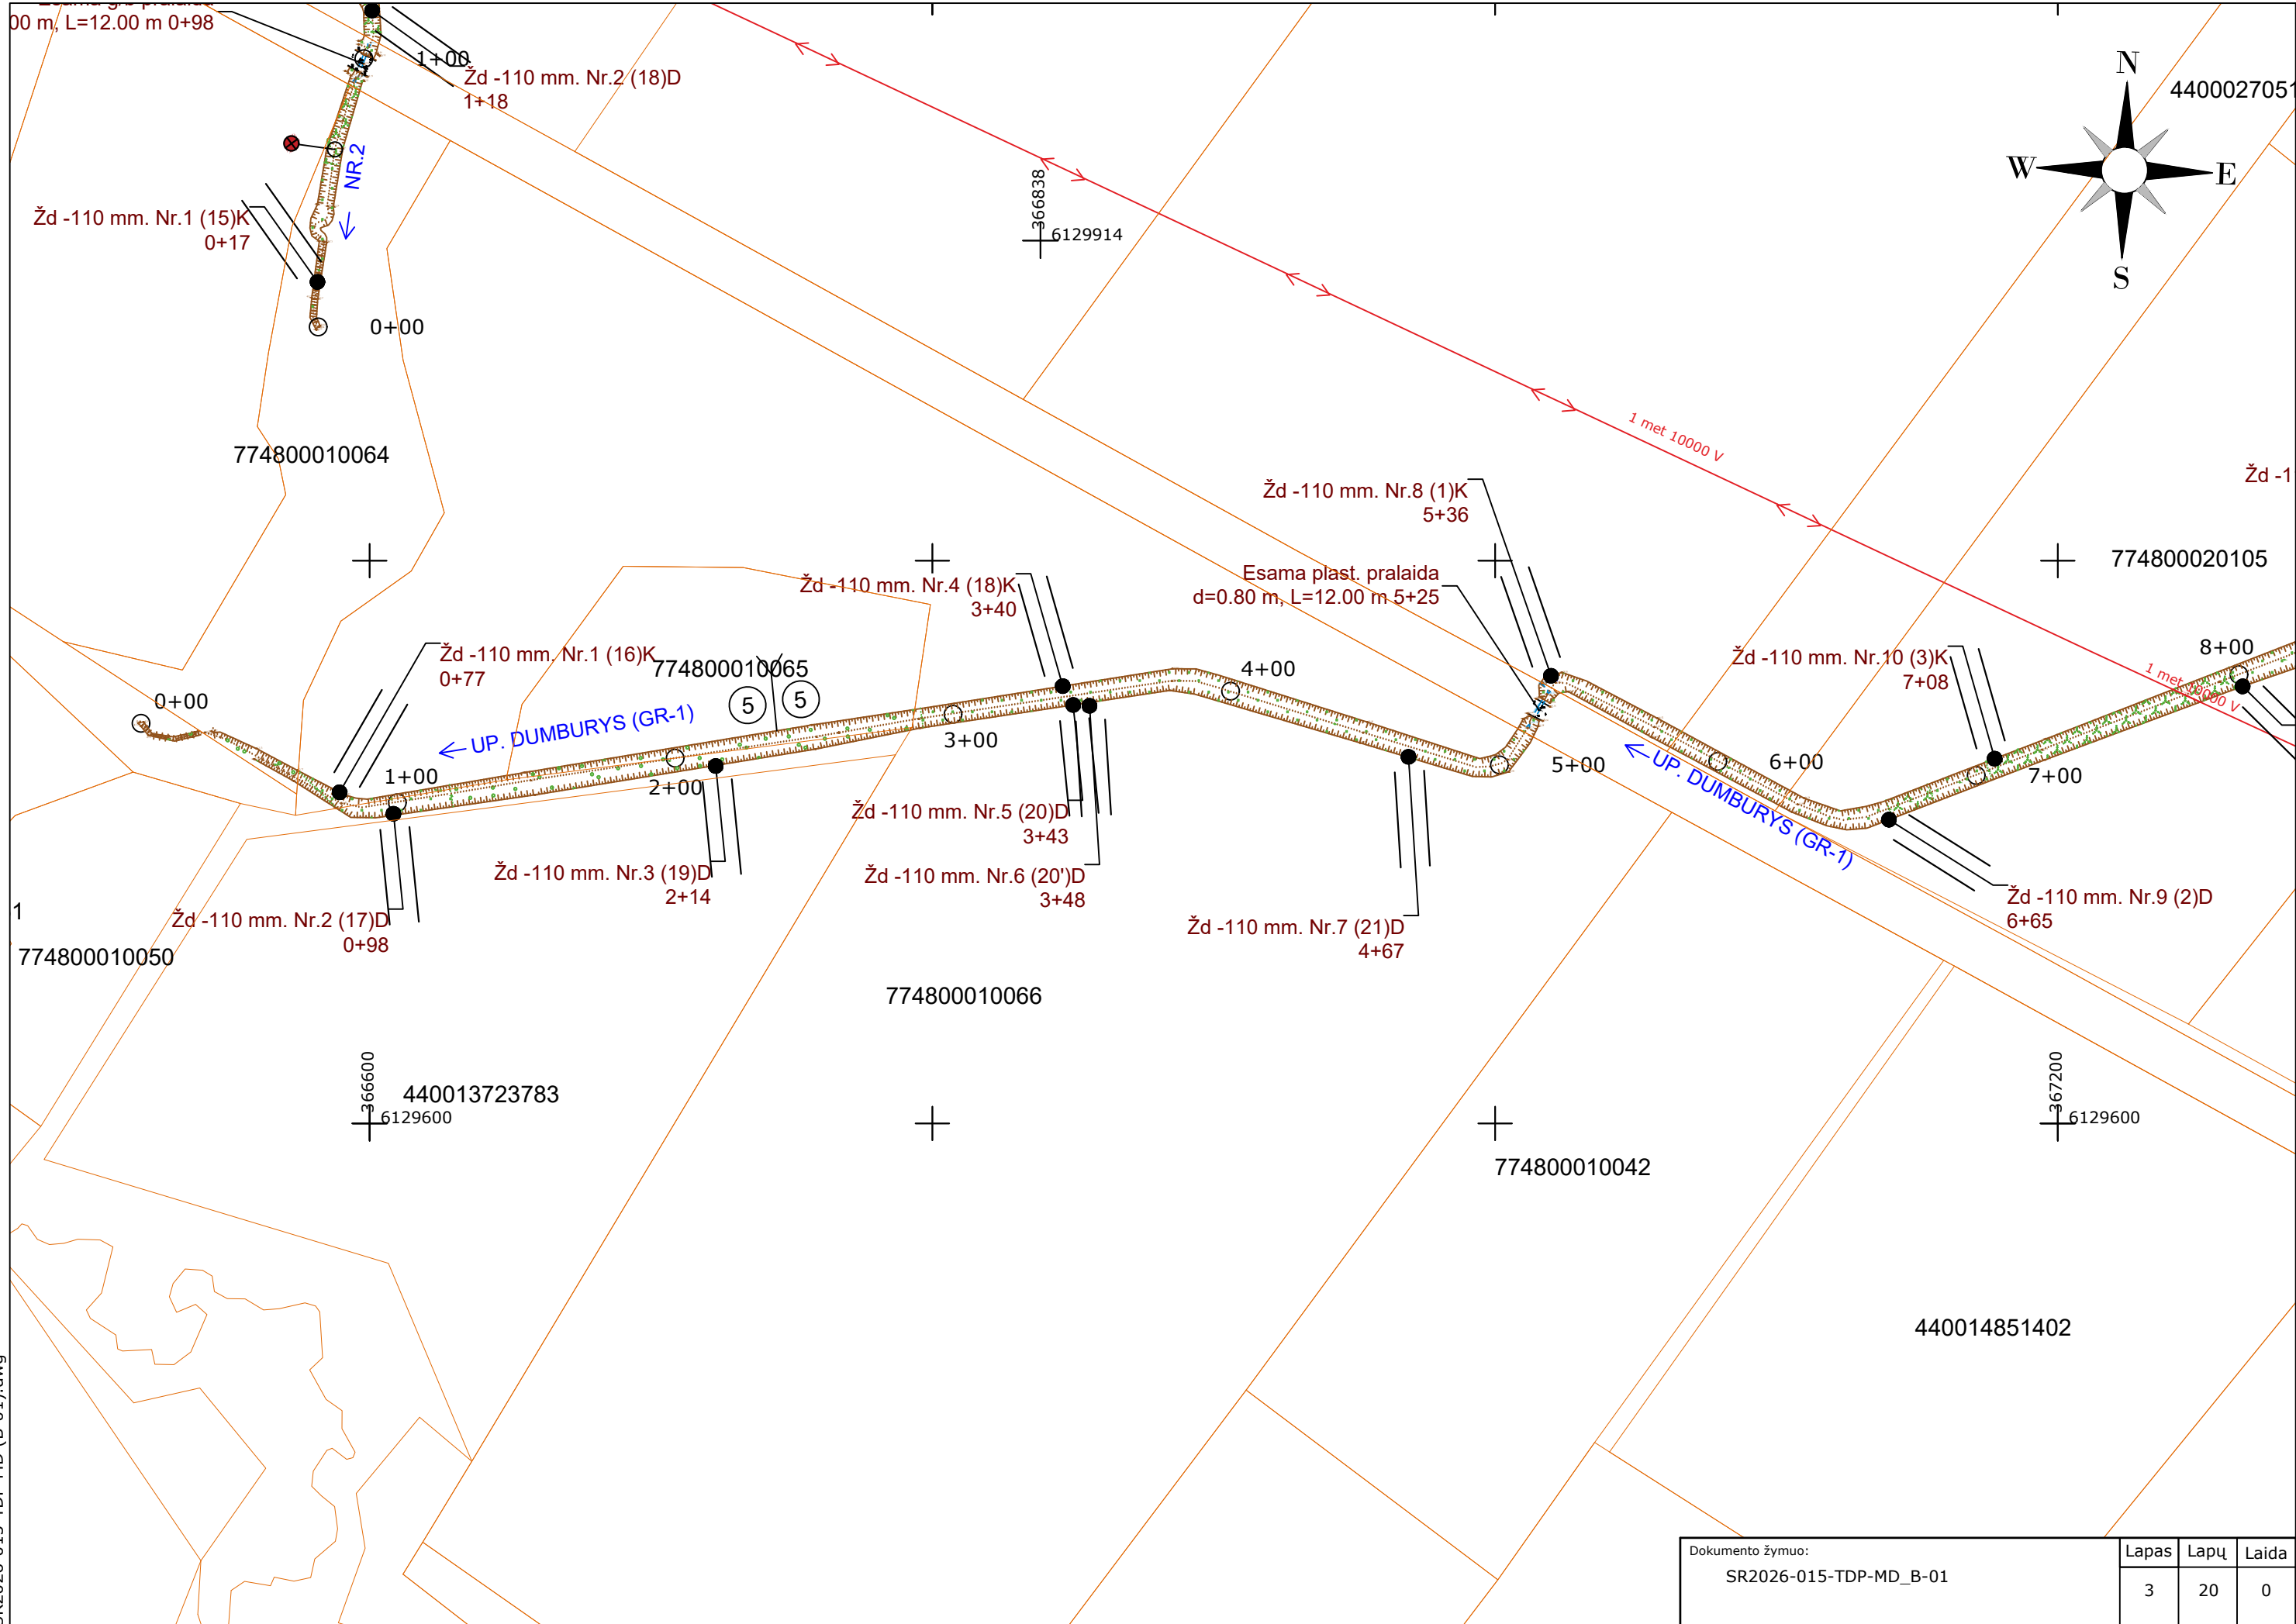 00 m, L=12.00 m 0+98
1+00
Žd -110 mm. Nr.2 (18)D
1+18
NR.2
Žd -110 mm. Nr.1 (15)K
0+17
0+00
366838
6129914
N
W
E
S
4400027051
1 met 10000 V
774800010064
Žd -110 mm. Nr.8 (1)K
5+36
Žd -1
Esama plast. pralaida
d=0.80 m, L=12.00 m 5+25
774800020105
Žd -110 mm. Nr.4 (18)K
3+40
Žd -110 mm. Nr.1 (16)K
0+77
774800010065
5
5
0+00
UP. DUMBURYS (GR-1)
1+00
2+00
3+00
4+00
5+00
6+00
7+00
8+00
Žd -110 mm. Nr.10 (3)K
7+08
1 met 10000 V
UP. DUMBURYS (GR-1)
Žd -110 mm. Nr.5 (20)D
3+43
Žd -110 mm. Nr.3 (19)D
2+14
Žd -110 mm. Nr.6 (20')D
3+48
Žd -110 mm. Nr.2 (17)D
0+98
Žd -110 mm. Nr.7 (21)D
4+67
Žd -110 mm. Nr.9 (2)D
6+65
1
774800010050
774800010066
366600
6129600
440013723783
367200
6129600
774800010042
440014851402
Dokumento žymuo:
SR2026-015-TDP-MD_B-01
Lapas Lapų Laida
3 20 0